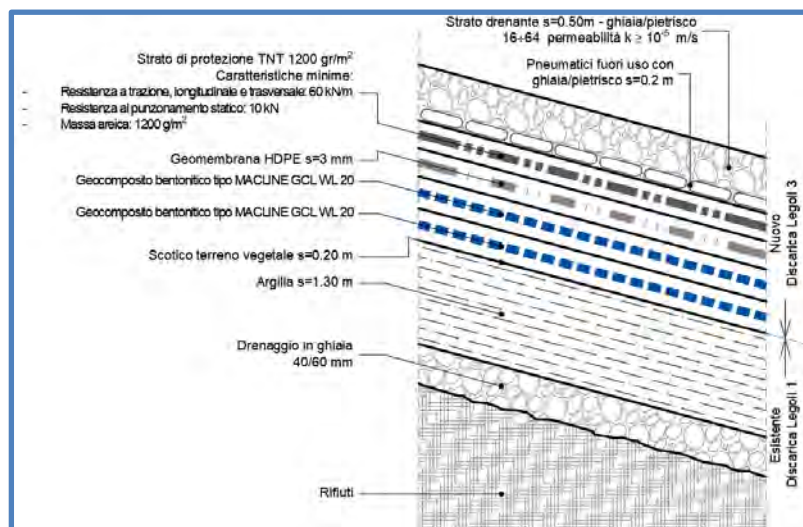 Strato drenante s=0.50m - ghiaia/pietrisco
16÷64 permeabilità k ≥ 10⁻⁵ m/s
Strato di protezione TNT 1200 gr/m²
Caratteristiche minime:
- Resistenza a trazione, longitudinale e trasversale: 60 kN/m
- Resistenza al punzonamento statico: 10 kN
- Massa areica: 1200 g/m²
Pneumatici fuori uso con
ghiaia/pietrisco s=0.2 m
Geomembrana HDPE s=3 mm
Geocomposito bentonitico tipo MACLINE GCL WL 20
Geocomposito bentonitico tipo MACLINE GCL WL 20
Scotico terreno vegetale s=0.20 m
Argilla s=1.30 m
Drenaggio in ghiaia
40/60 mm
Rifiuti
Nuovo
Discarica Legoli 3
Esistente
Discarica Legoli 1